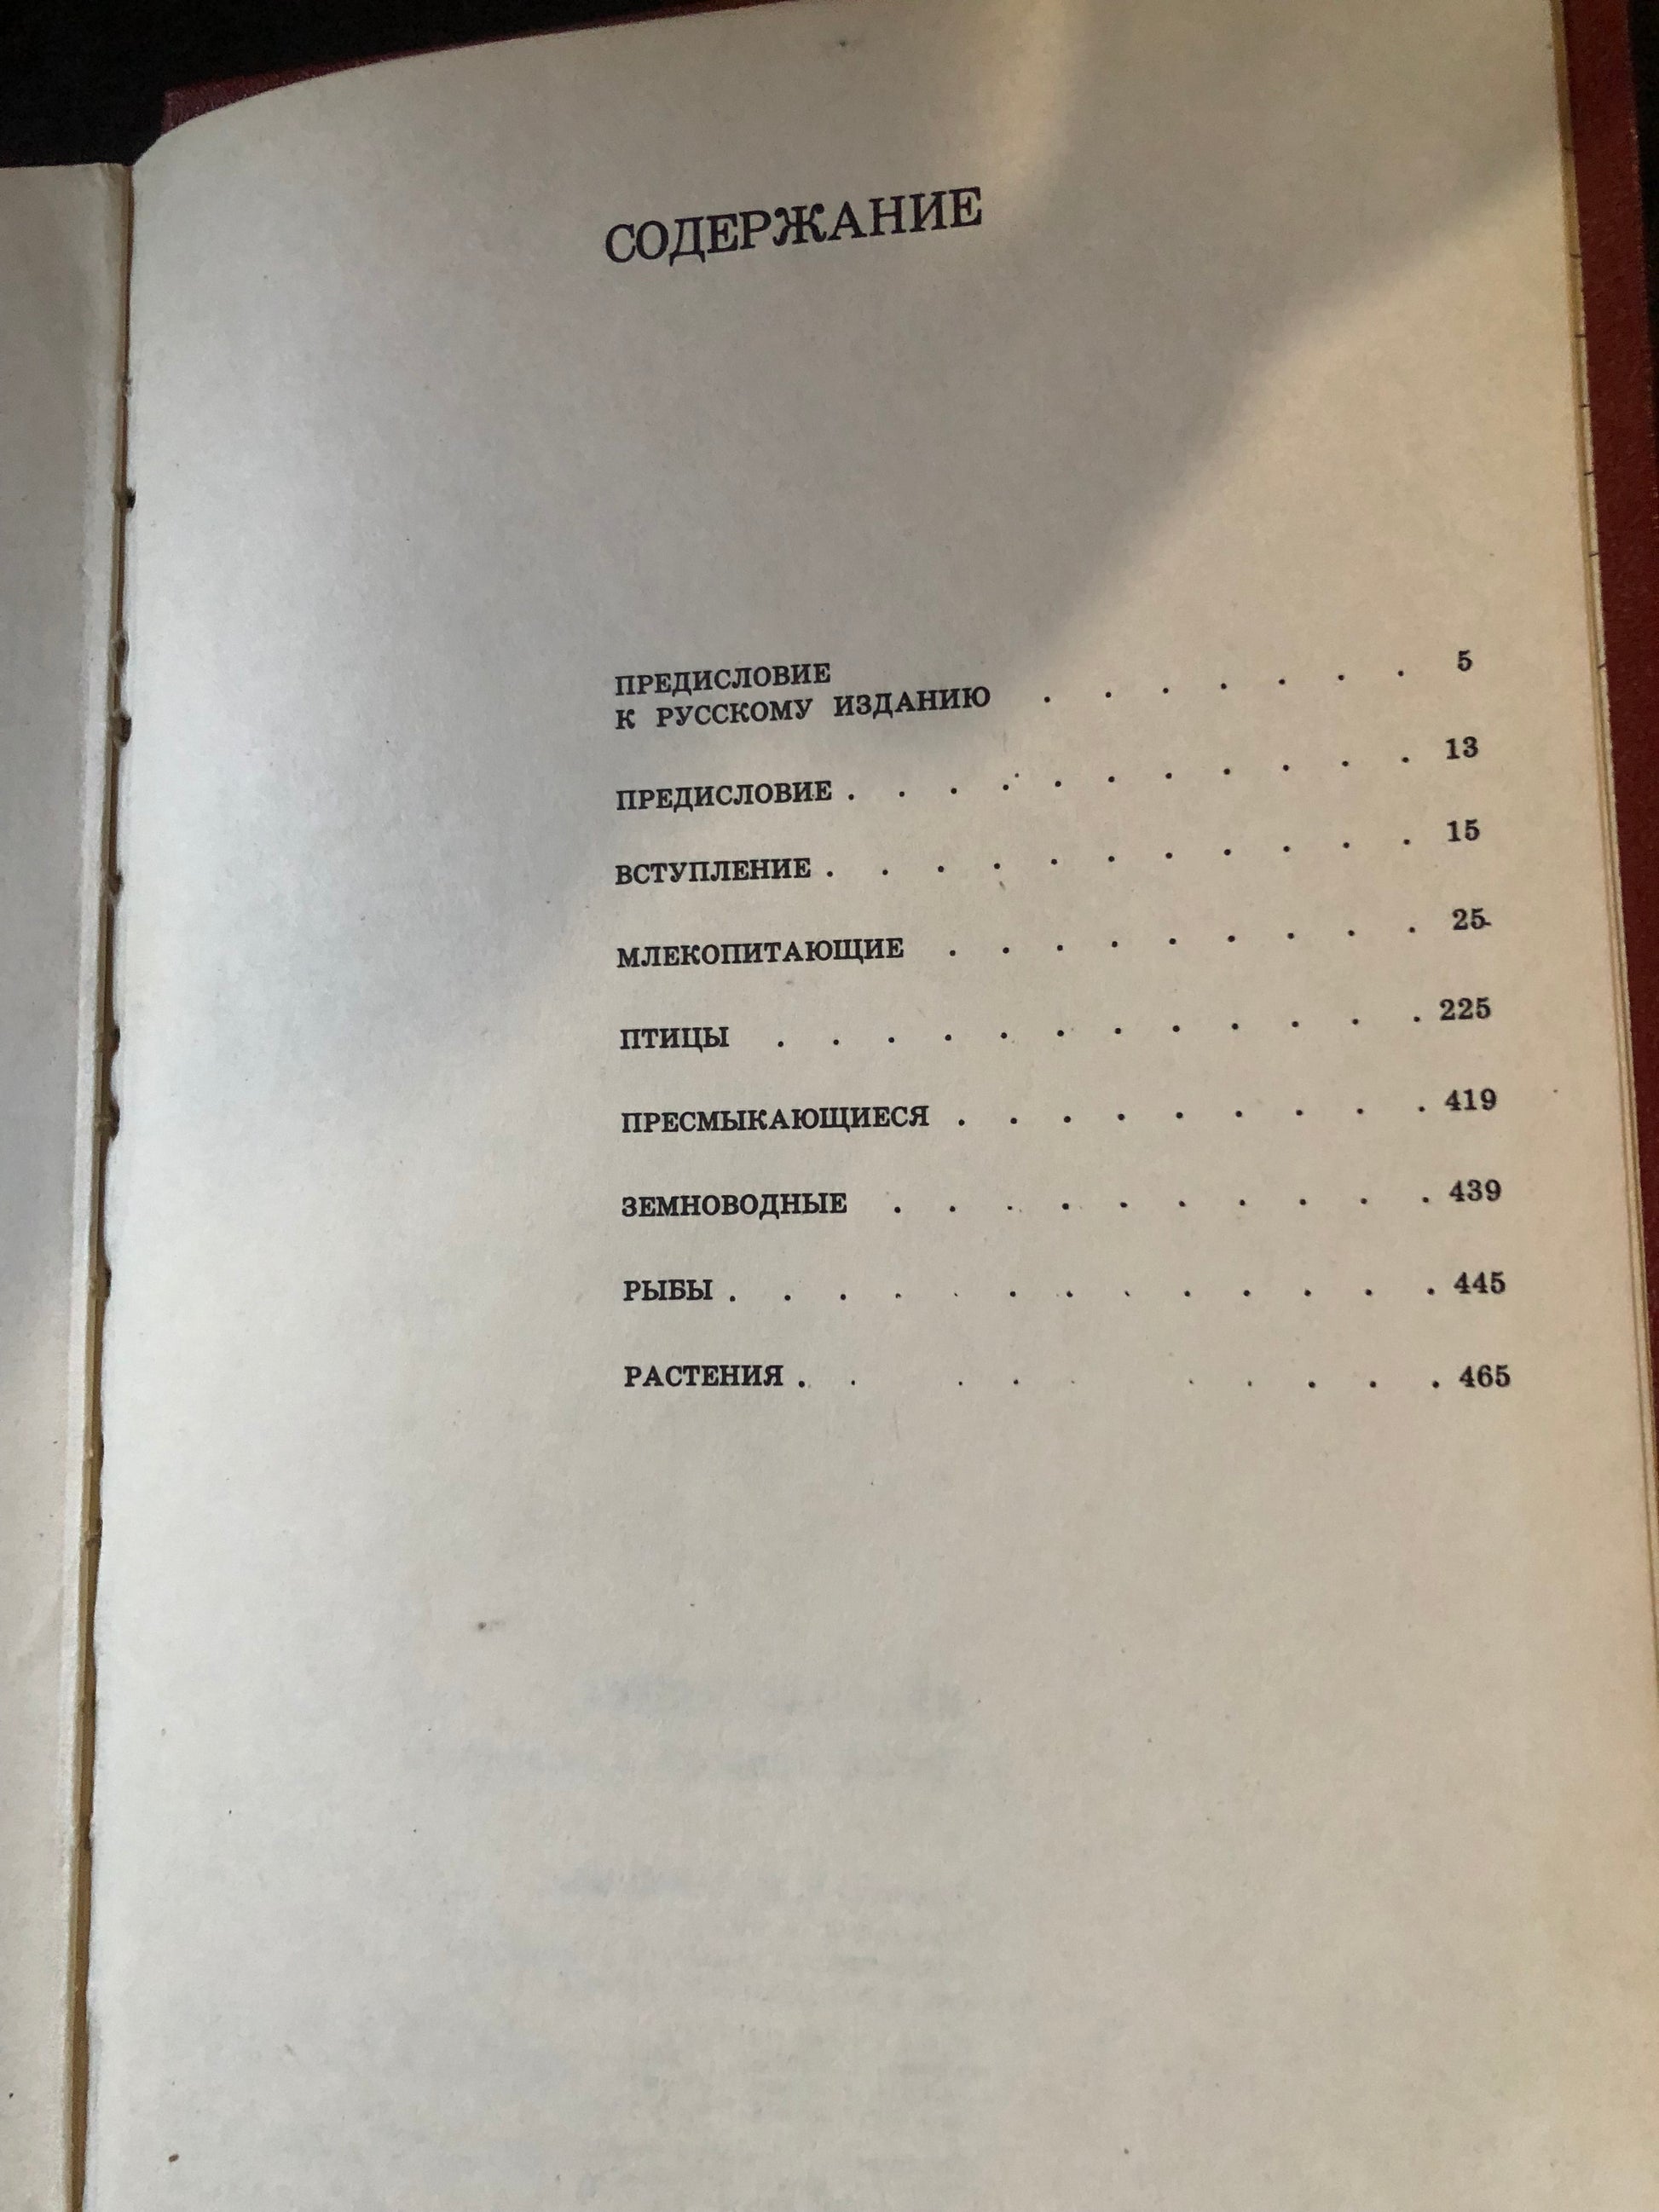 СОДЕРЖАНИЕ
ПРЕДИСЛОВИЕ
К РУССКОМУ ИЗДАНИЮ . . . . . . . 5
ПРЕДИСЛОВИЕ . . . . . . . . . . . 13
ВСТУПЛЕНИЕ . . . . . . . . . . . 15
МЛЕКОПИТАЮЩИЕ . . . . . . . . . 25
ПТИЦЫ . . . . . . . . . . . . 225
ПРЕСМЫКАЮЩИЕСЯ . . . . . . . . . 419
ЗЕМНОВОДНЫЕ . . . . . . . . . . 439
РЫБЫ . . . . . . . . . . . . . 445
РАСТЕНИЯ . . . . . . . . . 465